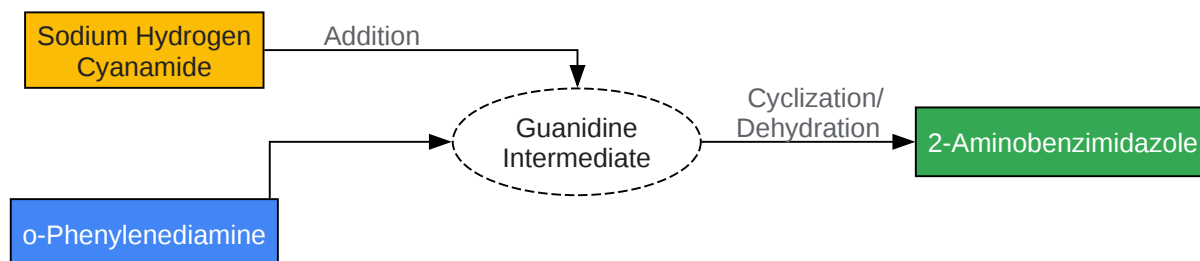 Sodium Hydrogen
Cyanamide
Addition
Guanidine
Intermediate
Cyclization/
Dehydration
2-Aminobenzimidazole
o-Phenylenediamine